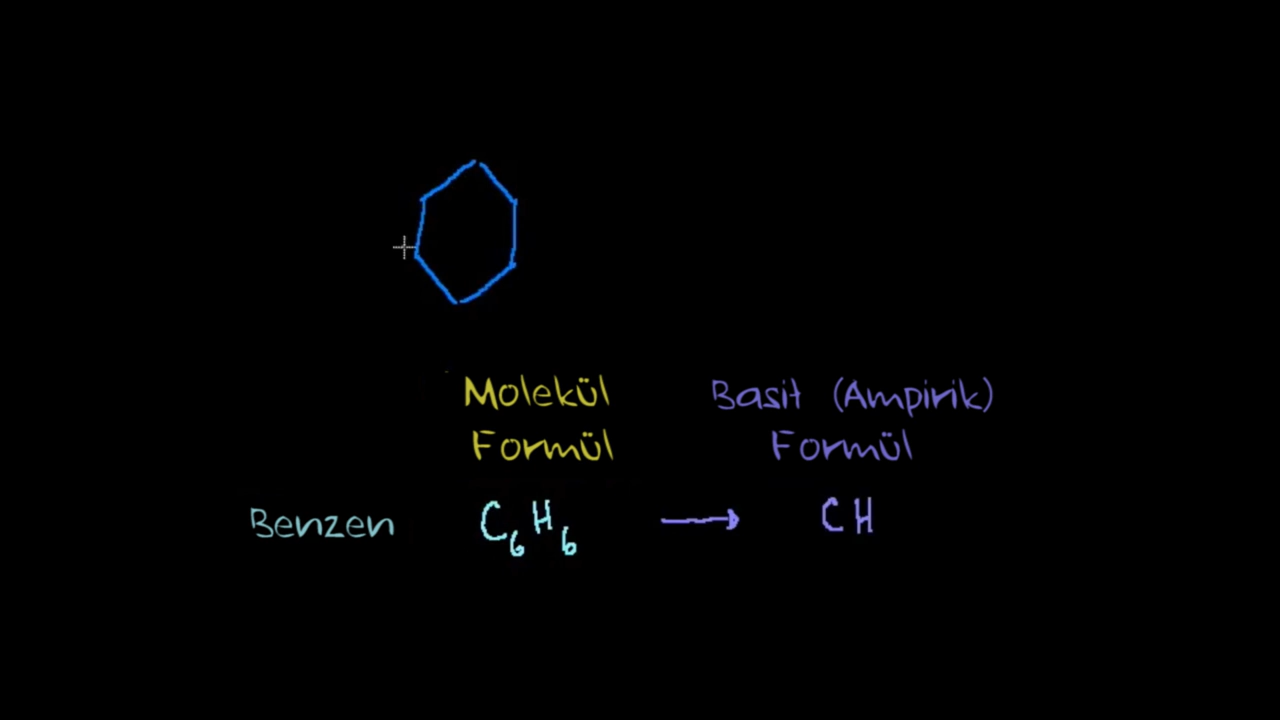 Molekül Basit (Ampirik)
Formül Formül
Benzen C₆H₆ → CH